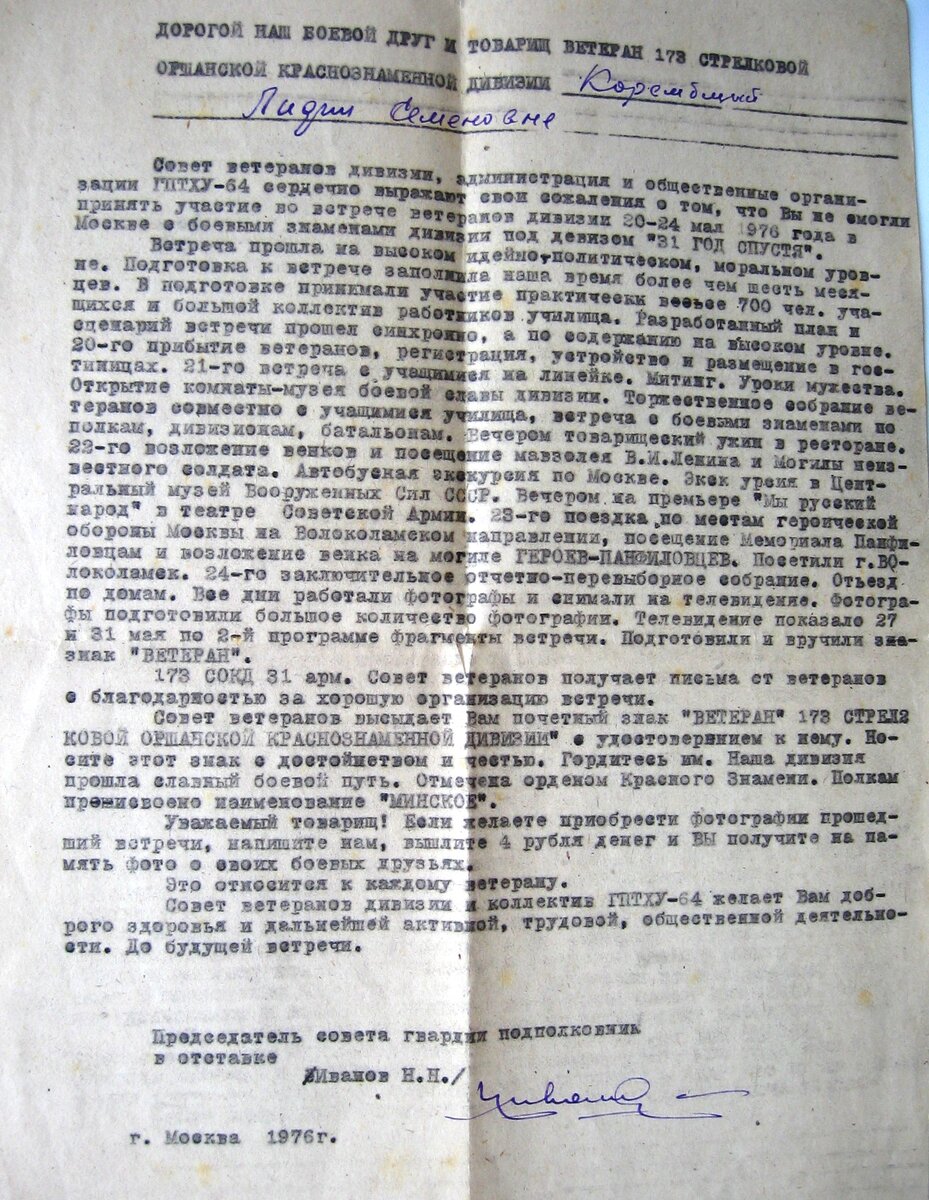 ДОРОГОЙ НАШ БОЕВОЙ ДРУГ И ТОВАРИЩ ВЕТЕРАН 173 СТРЕЛКОВОЙ
ОРШАНСКОЙ КРАСНОЗНАМЕННОЙ ДИВИЗИИ
Лидии Семеновне
Совет ветеранов дивизии, администрация и общественные органи-
зации ГПТХУ-64 сердечно выражают свои сожаления о том, что Вы не смогли
принять участие во встрече ветеранов дивизии 20-24 мая 1976 года в
Москве с боевыми знаменами дивизии под девизом "31 ГОД СПУСТЯ".
Встреча прошла на высоком идейно-политическом, моральном уров-
не. Подготовка к встрече заполнила наша время более чем шесть меся-
цев. В подготовке принимали участие практически весьсе 700 чел. уча-
щихся и большой коллектив работников училища. Разработанный план и
сценарий встречи прошел синхронно, а по содержанию на высоком уровне.
20-го прибытие ветеранов, регистрация, устройство и размещение в гос-
тиницах. 21-го встреча с учащимися на линейке. Митинг. Уроки мужества.
Открытие комнаты-музея боевой славы дивизии. Торжественное собрание ве-
теранов совместно с учащимися училища, встреча с боевыми знаменами по
полкам, дивизионам, батальонам. Вечером товарищеский ужин в ресторане.
22-го возложение венков и посещение мавзолея В.И.Ленина и Могилы неиз-
вестного солдата. Автобусная экскурсия по Москве. Экск урсия в Цент-
ральный музей Вооруженных Сил СССР. Вечером на премьере "Мы русский
народ" в театре Советской Армии. 23-го поездка по местам героической
обороны Москвы на Волоколамском направлении, посещение Мемориала Панфи-
ловцам и возложение венка на могиле ГЕРОЕВ-ПАНФИЛОВЦЕВ. Посетили г.ВО-
локоламск. 24-го заключительное отчетно-перевыборное собрание. Отьезд
по домам. Все дни работали фотографы и снимали на телевидение. Фотогра-
фы подготовили большое количество фотографии. Телевидение показало 27
и 31 мая по 2-й программе фрагменты встречи. Подготовили и вручили зна-
знак "ВЕТЕРАН".
173 СОКД 31 арм. Совет ветеранов получает письма от ветеранов
с благодарностью за хорошую организацию встречи.
Совет ветеранов высыдает Вам почетный знак "ВЕТЕРАН" 173 СТРЕЛ2
КОВОЙ ОРШАНСКОЙ КРАСНОЗНАМЕННОЙ ДИВИЗИИ" с удостовернием к нему. Но-
сите этот знак с достойнством и честью. Гордитесь им. Наша дивизия
прошла славный боевой путь. Отмечена орденом Красного Знамени. Полкам
присвоено наименование "МИНСКОЕ".
Уважаемый товарищ! Если желаете приобрести фотографии прошед-
ший встречи, напишите нам, вышлите 4 рубля денег и ВЫ получите на па-
мять фото о своих боевых друзьях.
Это относится к каждому ветерану.
Совет ветеранов дивизии и коллектив ГПТХУ-64 желает Вам доб-
рого здоровья и дальнейшей активной, трудовой, общественной деятельно-
сти. До будущей встречи.
Председатель совета гвардии подполковник
в отставке
/Иванов Н.Н./
г. Москва 1976г.